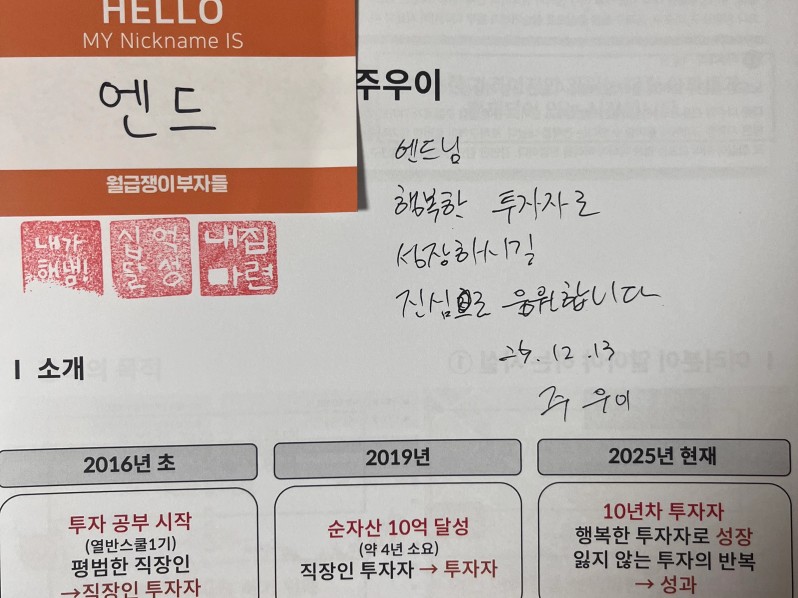 HELLO
MY Nickname IS
엔드
월급쟁이부자들
주우이
엔드님
행복한 투자자로
성장하시길
진심으로 응원합니다
25. 12. 13
주우이
내가
해냄!
십억
달성
내집
마련
I 소개
2016년 초
투자 공부 시작
(열반스쿨1기)
평범한 직장인
→직장인 투자자
2019년
순자산 10억 달성
(약 4년 소요)
직장인 투자자 → 투자자
2025년 현재
10년차 투자자
행복한 투자자로 성장
잃지 않는 투자의 반복
→ 성과